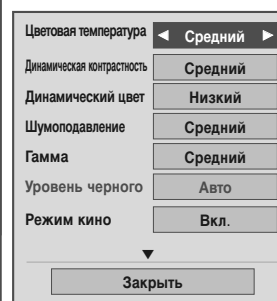 Цветовая температура ◄ Средний ►
Динамическая контрастность Средний
Динамический цвет Низкий
Шумоподавление Средний
Гамма Средний
Уровень черного Авто
Режим кино Вкл.
▼
Закрыть